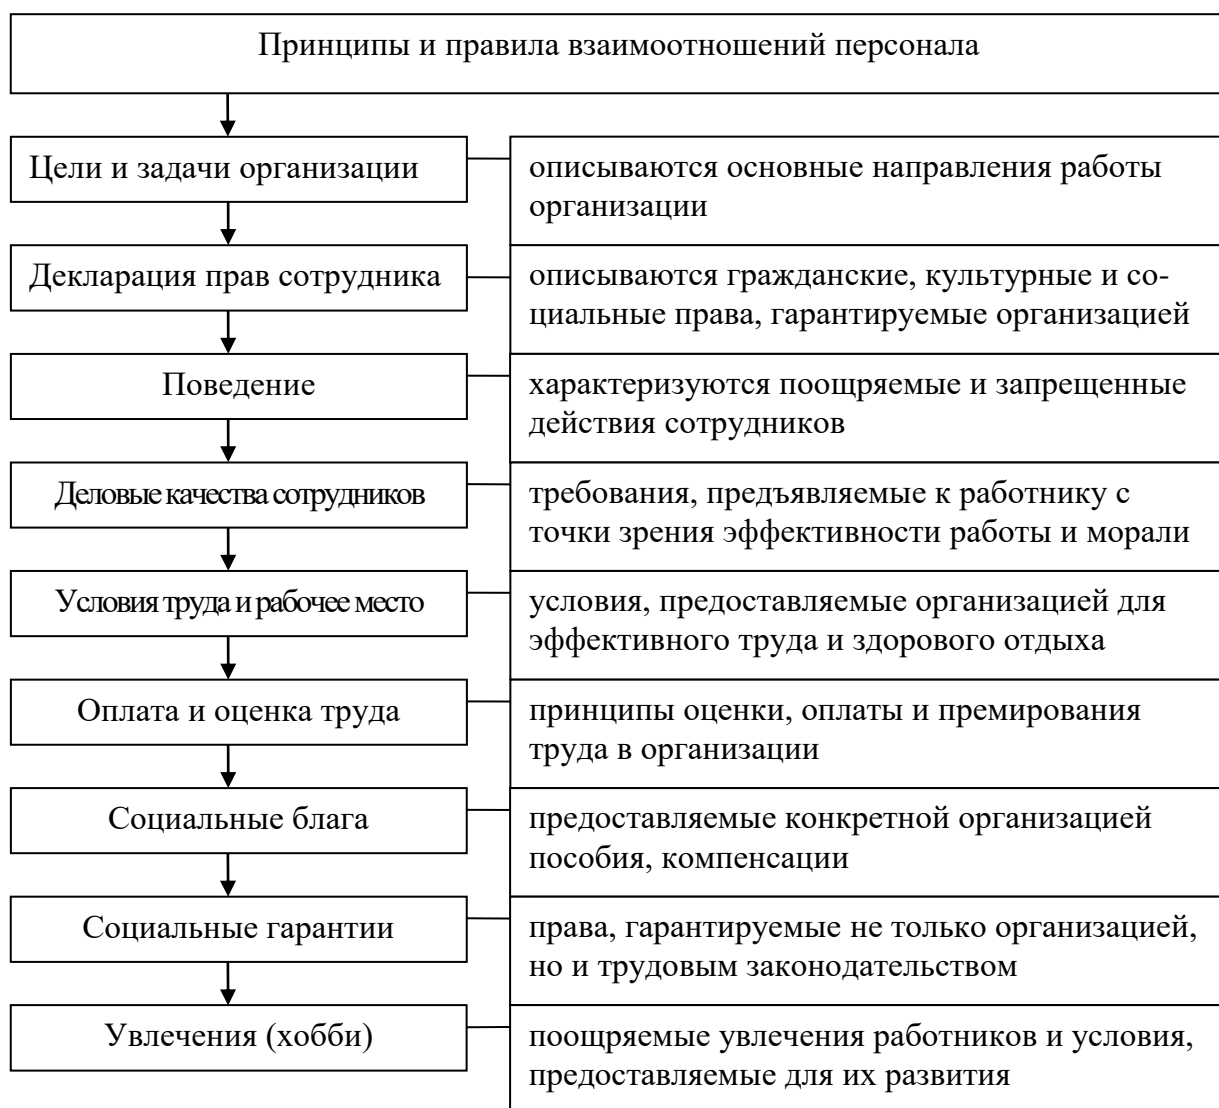 Принципы и правила взаимоотношений персонала
Цели и задачи организации
описываются основные направления работы
организации
Декларация прав сотрудника
описываются гражданские, культурные и со-
циальные права, гарантируемые организацией
Поведение
характеризуются поощряемые и запрещенные
действия сотрудников
Деловые качества сотрудников
требования, предъявляемые к работнику с
точки зрения эффективности работы и морали
Условия труда и рабочее место
условия, предоставляемые организацией для
эффективного труда и здорового отдыха
Оплата и оценка труда
принципы оценки, оплаты и премирования
труда в организации
Социальные блага
предоставляемые конкретной организацией
пособия, компенсации
Социальные гарантии
права, гарантируемые не только организацией,
но и трудовым законодательством
Увлечения (хобби)
поощряемые увлечения работников и условия,
предоставляемые для их развития